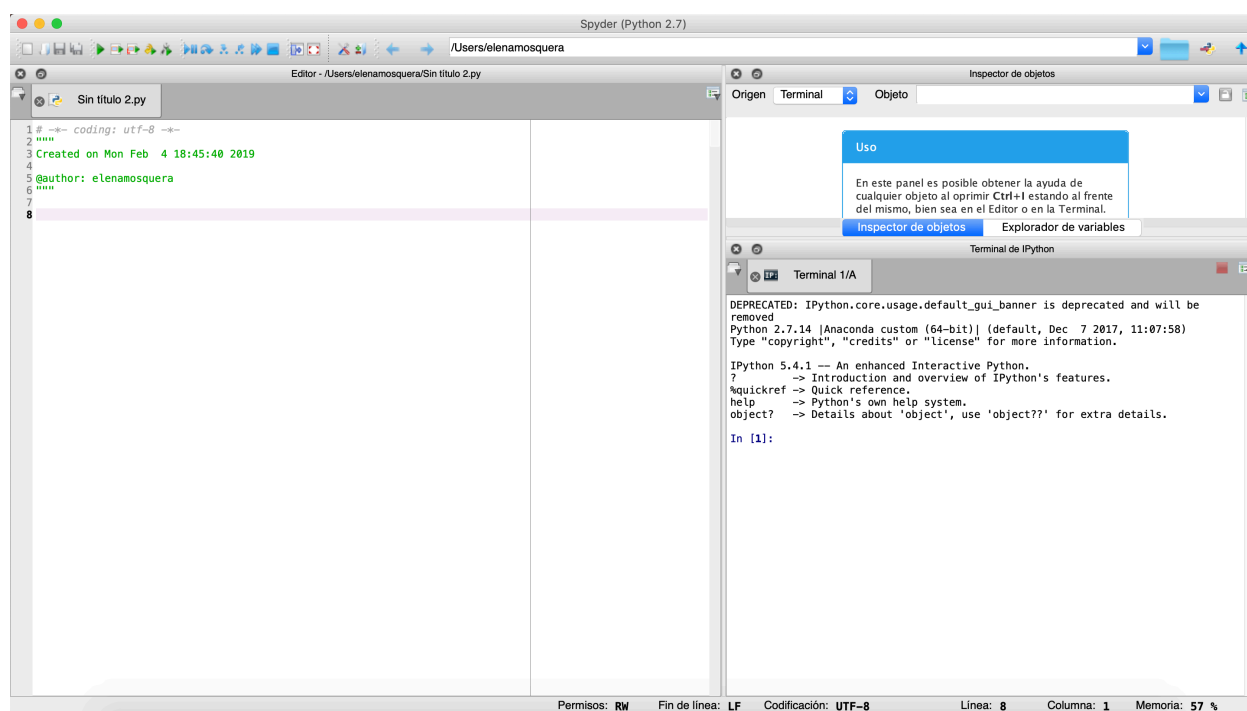 Spyder (Python 2.7)
/Users/elenamosquera
Editor - /Users/elenamosquera/Sin título 2.py
Sin título 2.py
1 # -*- coding: utf-8 -*-
2 """
3 Created on Mon Feb  4 18:45:40 2019
4
5 @author: elenamosquera
6 """
7
8
Inspector de objetos
Origen Terminal Objeto
Uso
En este panel es posible obtener la ayuda de
cualquier objeto al oprimir Ctrl+I estando al frente
del mismo, bien sea en el Editor o en la Terminal.
Inspector de objetos Explorador de variables
Terminal de IPython
IP: Terminal 1/A
DEPRECATED: IPython.core.usage.default_gui_banner is deprecated and will be
removed
Python 2.7.14 |Anaconda custom (64-bit)| (default, Dec  7 2017, 11:07:58)
Type "copyright", "credits" or "license" for more information.
IPython 5.4.1 -- An enhanced Interactive Python.
?         -> Introduction and overview of IPython's features.
%quickref -> Quick reference.
help      -> Python's own help system.
object?   -> Details about 'object', use 'object??' for extra details.
In [1]:
Permisos: RW Fin de línea: LF Codificación: UTF-8 Línea: 8 Columna: 1 Memoria: 57 %